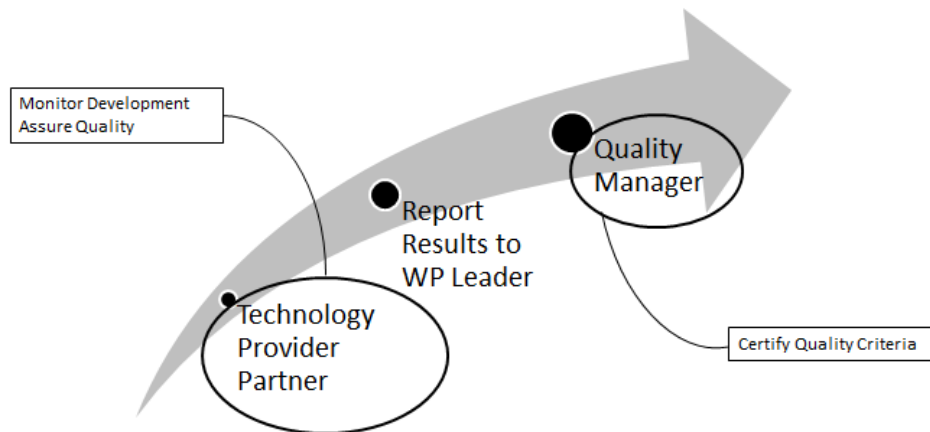 Monitor Development
Assure Quality
Quality
Manager
Report
Results to
WP Leader
Technology
Provider
Partner
Certify Quality Criteria